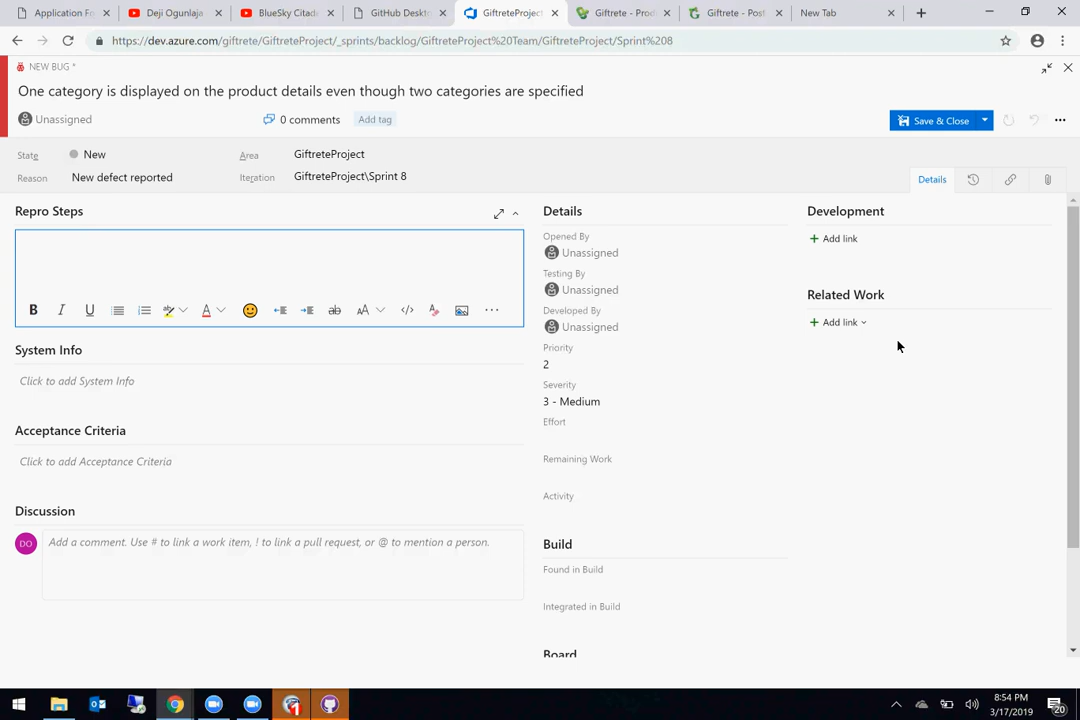 Application Fo
Deji Ogunlaja
BlueSky Citad
GitHub Deskto
GiftreteProject
Giftrete - Prod
Giftrete - Post
New Tab
https://dev.azure.com/giftrete/GiftreteProject/_sprints/backlog/GiftreteProject%20Team/GiftreteProject/Sprint%208
NEW BUG *
One category is displayed on the product details even though two categories are specified
Unassigned
0 comments
Add tag
Save & Close
State
New
Area
GiftreteProject
Reason
New defect reported
Iteration
GiftreteProject\Sprint 8
Details
Repro Steps
Details
Development
Opened By
Unassigned
Add link
Testing By
Unassigned
Related Work
Developed By
Unassigned
Add link
B I U ab AA
System Info
Priority
2
Click to add System Info
Severity
3 - Medium
Acceptance Criteria
Effort
Click to add Acceptance Criteria
Remaining Work
Activity
Discussion
DO
Add a comment. Use # to link a work item, ! to link a pull request, or @ to mention a person.
Build
Found in Build
Integrated in Build
Board
8:54 PM
3/17/2019
20